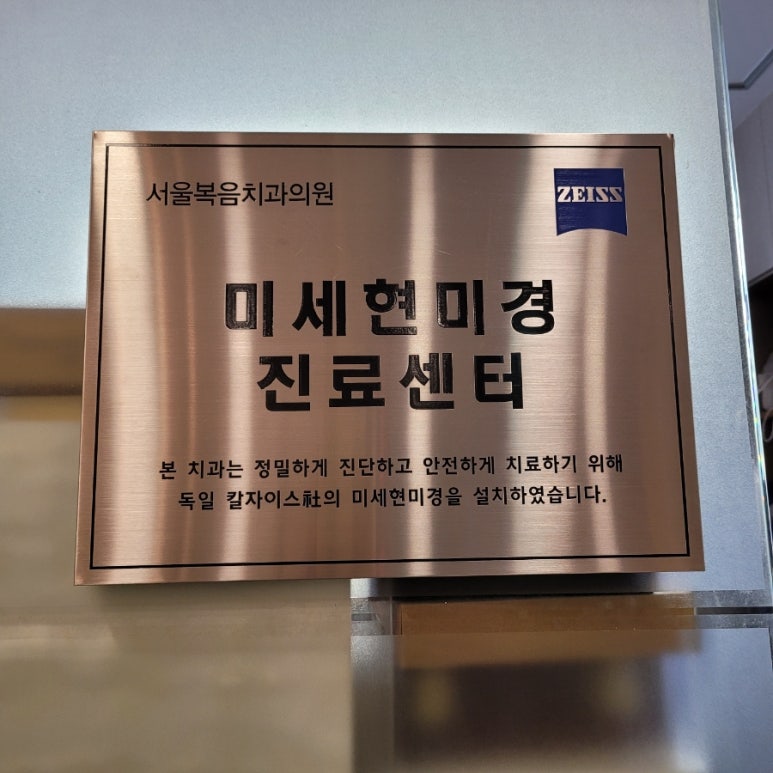 서울복음치과의원
ZEISS
미세현미경
진료센터
본 치과는 정밀하게 진단하고 안전하게 치료하기 위해
독일 칼자이스社의 미세현미경을 설치하였습니다.